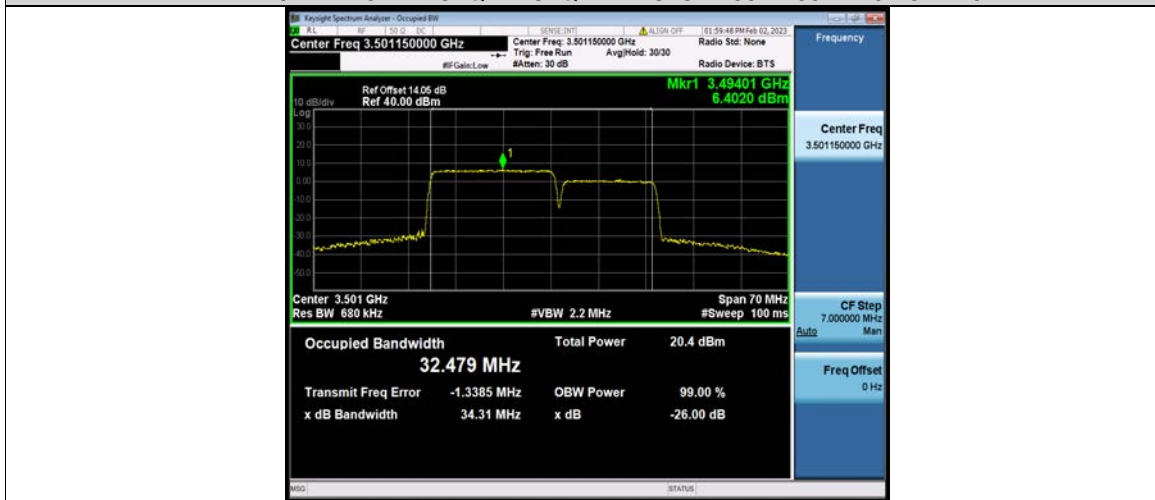 Keysight Spectrum Analyzer - Occupied BW
RL RF 50 Ω DC SENSE:INT ALIGN OFF 01:59:48 PM Feb 02, 2023
Center Freq 3.501150000 GHz
Center Freq: 3.501150000 GHz
Radio Std: None
Trig: Free Run Avg|Hold: 30/30
#IFGain:Low #Atten: 30 dB Radio Device: BTS
Frequency
Mkr1 3.49401 GHz
6.4020 dBm
Ref Offset 14.05 dB
10 dB/div Ref 40.00 dBm
Log
30.0
20.0
10.0
0.00
-10.0
-20.0
-30.0
-40.0
-50.0
1
Center 3.501 GHz Span 70 MHz
Res BW 680 kHz #VBW 2.2 MHz #Sweep 100 ms
Occupied Bandwidth Total Power 20.4 dBm
32.479 MHz
Transmit Freq Error -1.3385 MHz OBW Power 99.00 %
x dB Bandwidth 34.31 MHz x dB -26.00 dB
Center Freq
3.501150000 GHz
CF Step
7.000000 MHz
Auto Man
Freq Offset
0 Hz
MSG STATUS